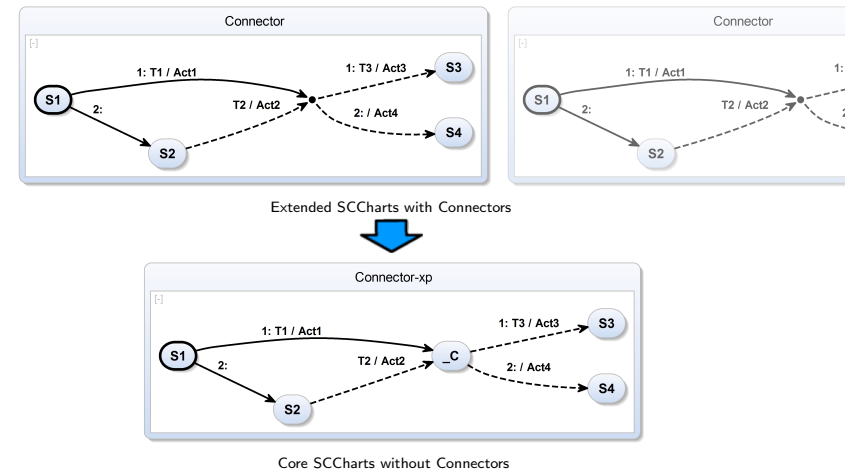 Connector
[-]
1: T1 / Act1
1: T3 / Act3
S3
S1
2:
T2 / Act2
2: / Act4
S4
S2
Connector
[-]
1: T1 / Act1
1:
S1
2:
T2 / Act2
S2
Extended SCCharts with Connectors
Connector-xp
[-]
1: T1 / Act1
1: T3 / Act3
S3
S1
_C
2:
T2 / Act2
2: / Act4
S4
S2
Core SCCharts without Connectors